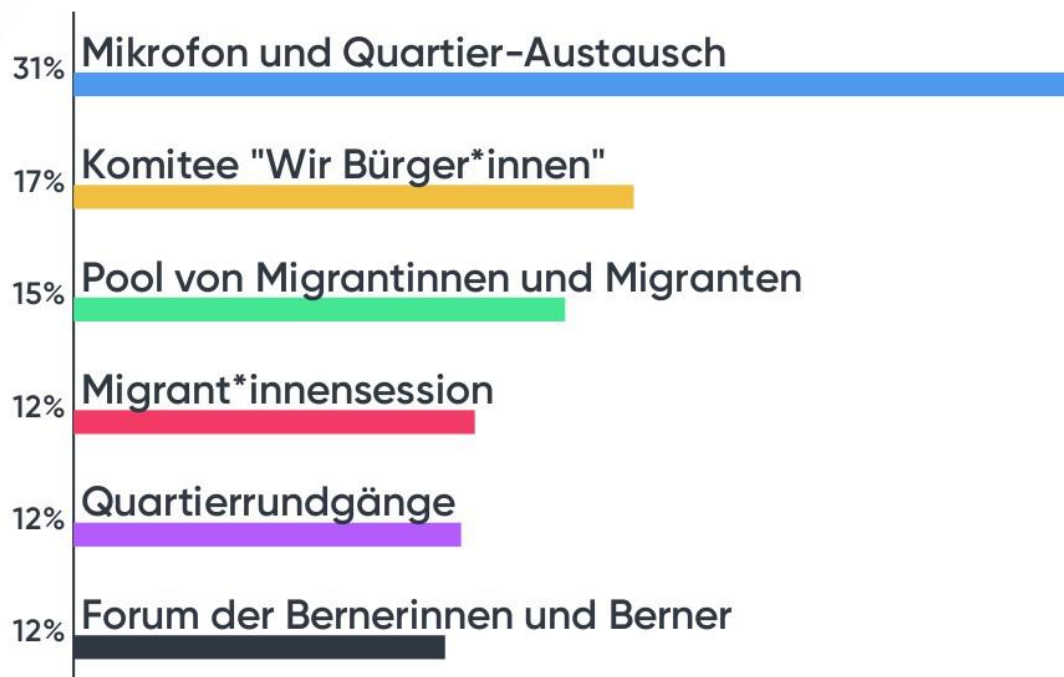 Mikrofon und Quartier-Austausch
31%
Komitee "Wir Bürger*innen"
17%
Pool von Migrantinnen und Migranten
15%
Migrant*innensession
12%
Quartierrundgänge
12%
Forum der Bernerinnen und Berner
12%